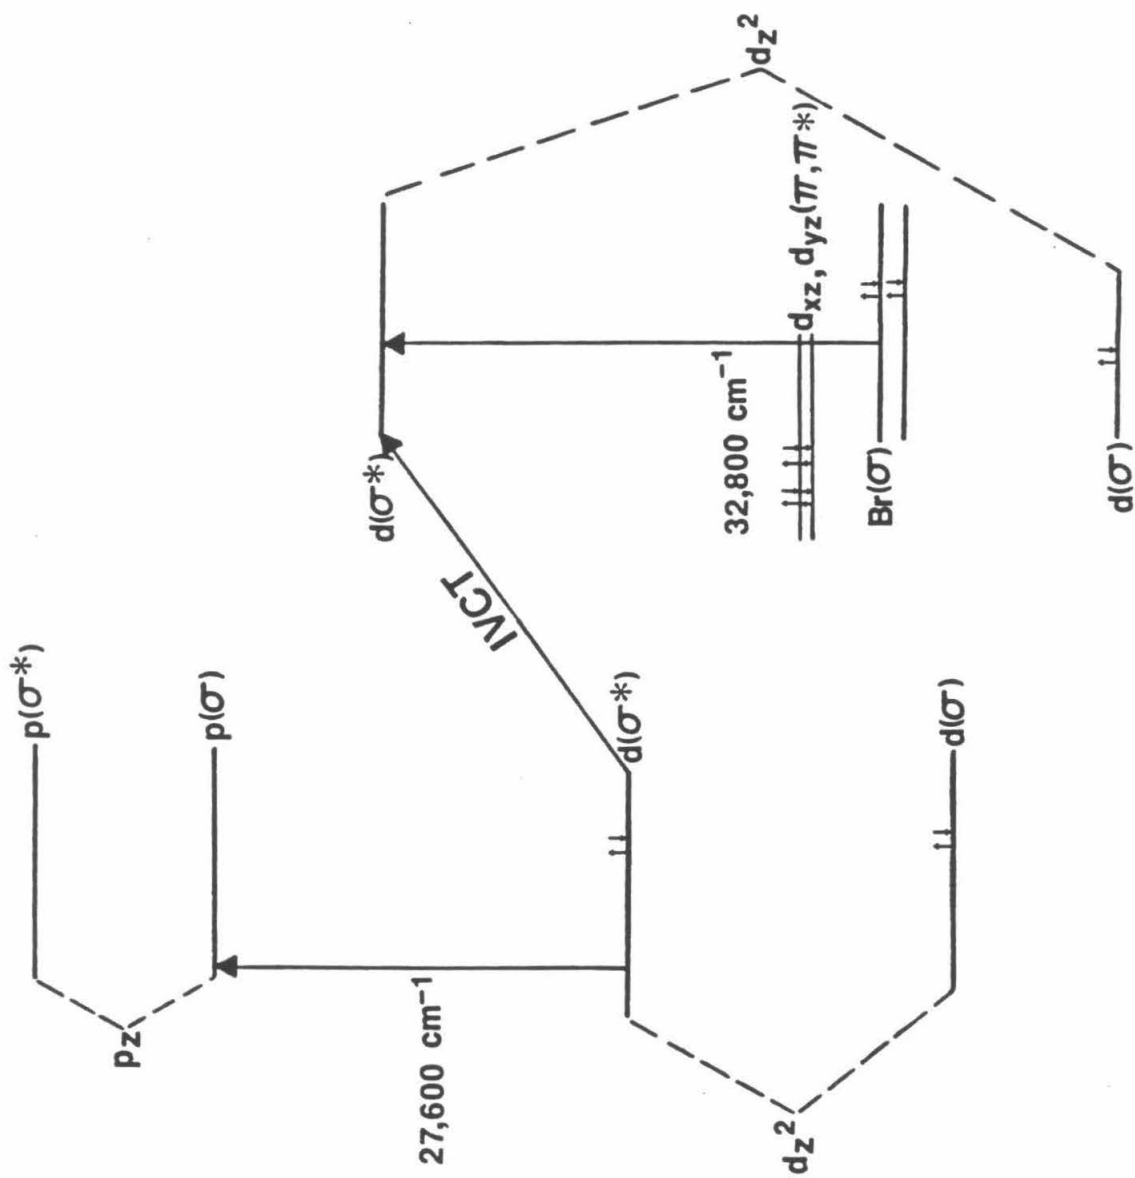 dz²
p(σ*)
d(σ*)
dxz, dyz(π,π*)
IVCT
32,800 cm⁻¹
p(σ)
pz
Br(σ)
d(σ*)
27,600 cm⁻¹
d(σ)
d(σ)
dz²